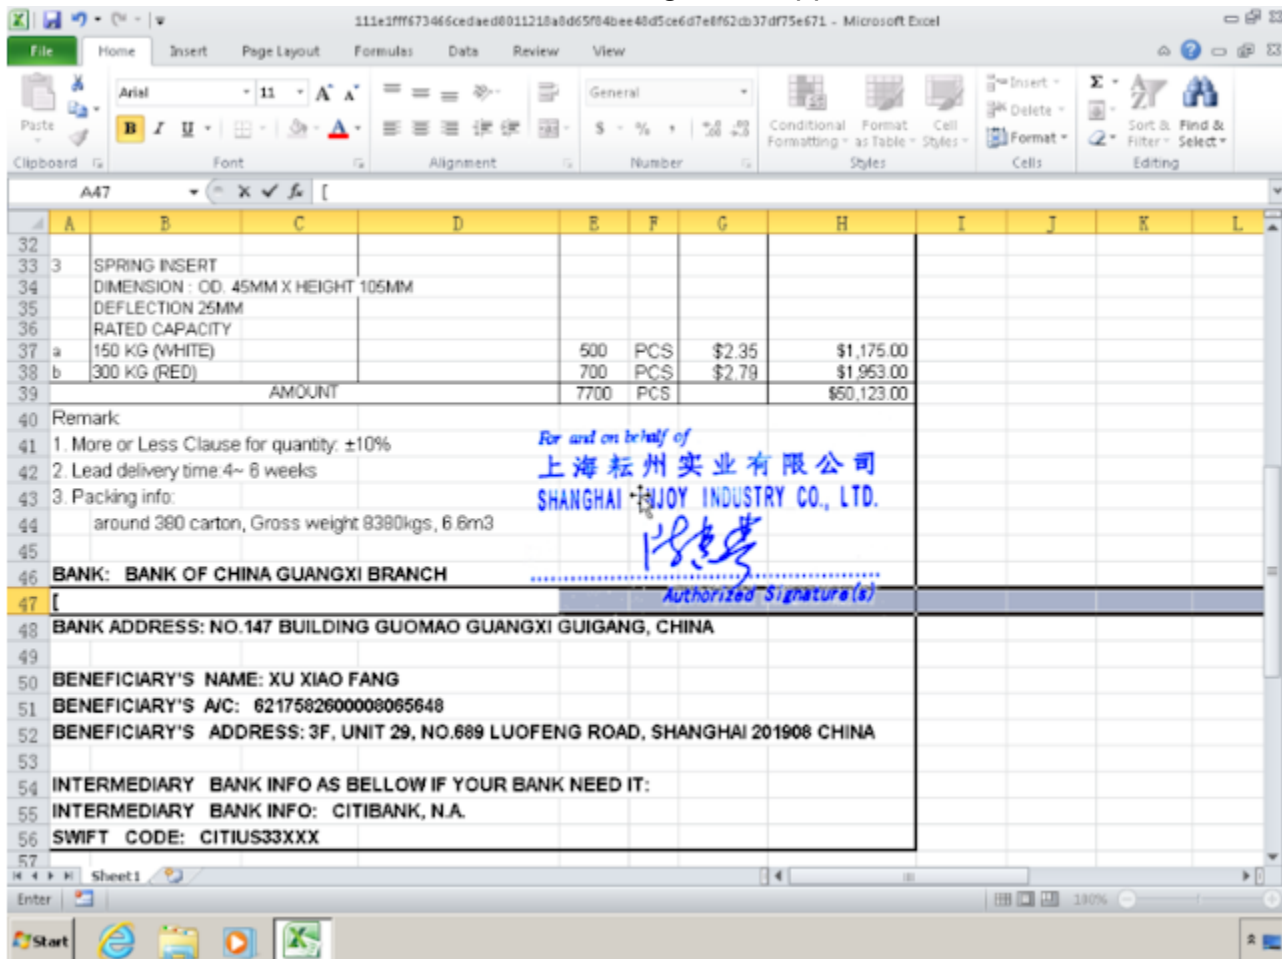 111e1fff673466cedaed8011218a8d65f84bee48d5ce6d7e8f62cb37df75e671 - Microsoft Excel
File Home Insert Page Layout Formulas Data Review View
Paste Arial 11 A A General Conditional Formatting Format as Table Cell Styles Insert Delete Format Sort & Filter Find & Select
B I U A $ % ,
Clipboard Font Alignment Number Styles Cells Editing
A47 fx [
A B C D E F G H I J K L
32
33 3 SPRING INSERT
34 DIMENSION : OD. 45MM X HEIGHT 105MM
35 DEFLECTION 25MM
36 RATED CAPACITY
37 a 150 KG (WHITE) 500 PCS $2.35 $1,175.00
38 b 300 KG (RED) 700 PCS $2.79 $1,953.00
39 AMOUNT 7700 PCS $50,123.00
40 Remark
41 1. More or Less Clause for quantity: ±10%
42 2. Lead delivery time:4~ 6 weeks
43 3. Packing info:
44 around 380 carton, Gross weight 8380kgs, 6.6m3
For and on behalf of
上海耘州实业有限公司
SHANGHAI INDUSTRY CO., LTD.
Authorized Signature(s)
45
46 BANK: BANK OF CHINA GUANGXI BRANCH
47 [
48 BANK ADDRESS: NO.147 BUILDING GUOMAO GUANGXI GUIGANG, CHINA
49
50 BENEFICIARY'S NAME: XU XIAO FANG
51 BENEFICIARY'S A/C: 6217582600008065648
52 BENEFICIARY'S ADDRESS: 3F, UNIT 29, NO.689 LUOFENG ROAD, SHANGHAI 201908 CHINA
53
54 INTERMEDIARY BANK INFO AS BELLOW IF YOUR BANK NEED IT:
55 INTERMEDIARY BANK INFO: CITIBANK, N.A.
56 SWIFT CODE: CITIUS33XXX
57
Sheet1
Enter
Start